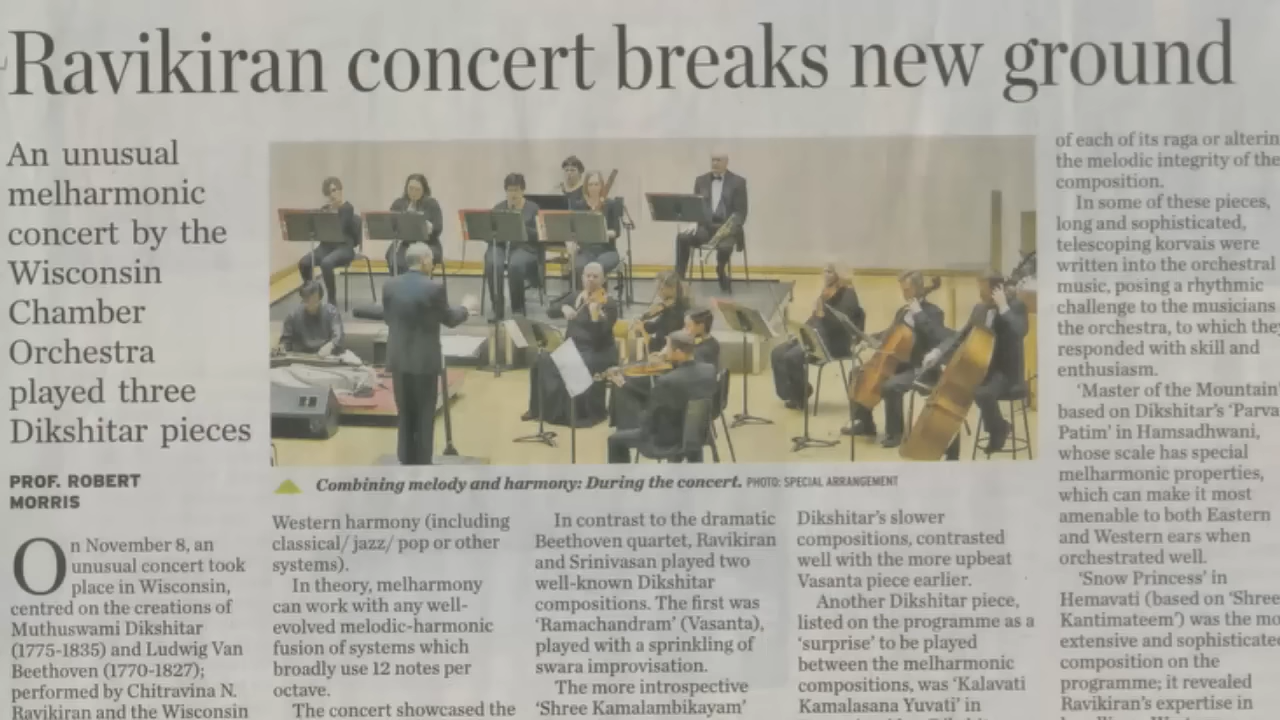 Ravikiran concert breaks new ground
An unusual
melharmonic
concert by the
Wisconsin
Chamber
Orchestra
played three
Dikshitar pieces
PROF. ROBERT
MORRIS
On November 8, an
unusual concert took
place in Wisconsin,
centred on the creations of
Muthuswami Dikshitar
(1775-1835) and Ludwig Van
Beethoven (1770-1827);
performed by Chitravina N.
Ravikiran and the Wisconsin
Combining melody and harmony: During the concert. PHOTO: SPECIAL ARRANGEMENT
Western harmony (including
classical/ jazz/ pop or other
systems).
In theory, melharmony
can work with any well-
evolved melodic-harmonic
fusion of systems which
broadly use 12 notes per
octave.
The concert showcased the
In contrast to the dramatic
Beethoven quartet, Ravikiran
and Srinivasan played two
well-known Dikshitar
compositions. The first was
‘Ramachandram’ (Vasanta),
played with a sprinkling of
swara improvisation.
The more introspective
‘Shree Kamalambikayam’
Dikshitar’s slower
compositions, contrasted
well with the more upbeat
Vasanta piece earlier.
Another Dikshitar piece,
listed on the programme as a
‘surprise’ to be played
between the melharmonic
compositions, was ‘Kalavati
Kamalasana Yuvati’ in
of each of its raga or alterin
the melodic integrity of the
composition.
In some of these pieces,
long and sophisticated,
telescoping korvais were
written into the orchestral
music, posing a rhythmic
challenge to the musicians
the orchestra, to which they
responded with skill and
enthusiasm.
‘Master of the Mountain
based on Dikshitar’s ‘Parva
Patim’ in Hamsadhwani,
whose scale has special
melharmonic properties,
which can make it most
amenable to both Eastern
and Western ears when
orchestrated well.
‘Snow Princess’ in
Hemavati (based on ‘Shree
Kantimateem’) was the mo
extensive and sophisticated
composition on the
programme; it revealed
Ravikiran’s expertise in